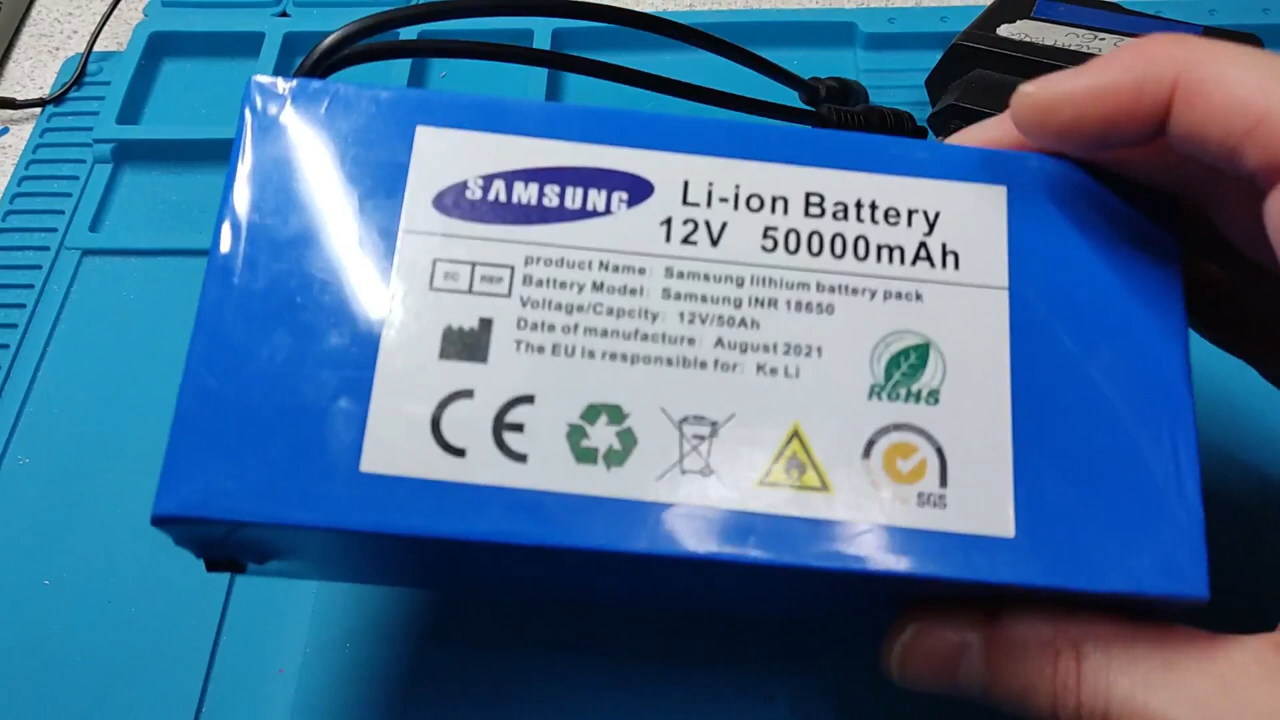 SAMSUNG
Li-ion Battery
12V 50000mAh
product Name: Samsung lithium battery pack
Battery Model: Samsung INR 18650
Voltage/Capcity: 12V/50Ah
Date of manufacture: August 2021
The EU is responsible for: Ke Li
EC REP
RoHS
CE
SGS